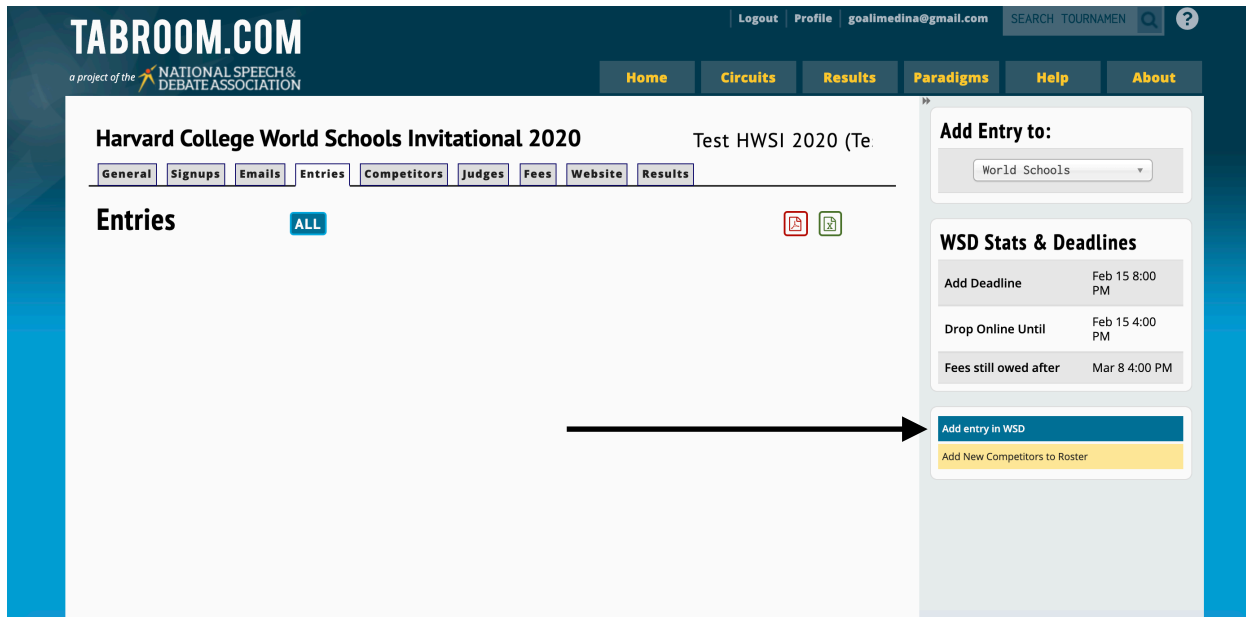 TABROOM.COM
a project of the NATIONAL SPEECH & DEBATE ASSOCIATION
Logout Profile goalimedina@gmail.com SEARCH TOURNAMEN ?
Home Circuits Results Paradigms Help About
Harvard College World Schools Invitational 2020 Test HWSI 2020 (Te
General Signups Emails Entries Competitors Judges Fees Website Results
Entries ALL
Add Entry to:
World Schools
WSD Stats & Deadlines
Add Deadline Feb 15 8:00 PM
Drop Online Until Feb 15 4:00 PM
Fees still owed after Mar 8 4:00 PM
Add entry in WSD
Add New Competitors to Roster